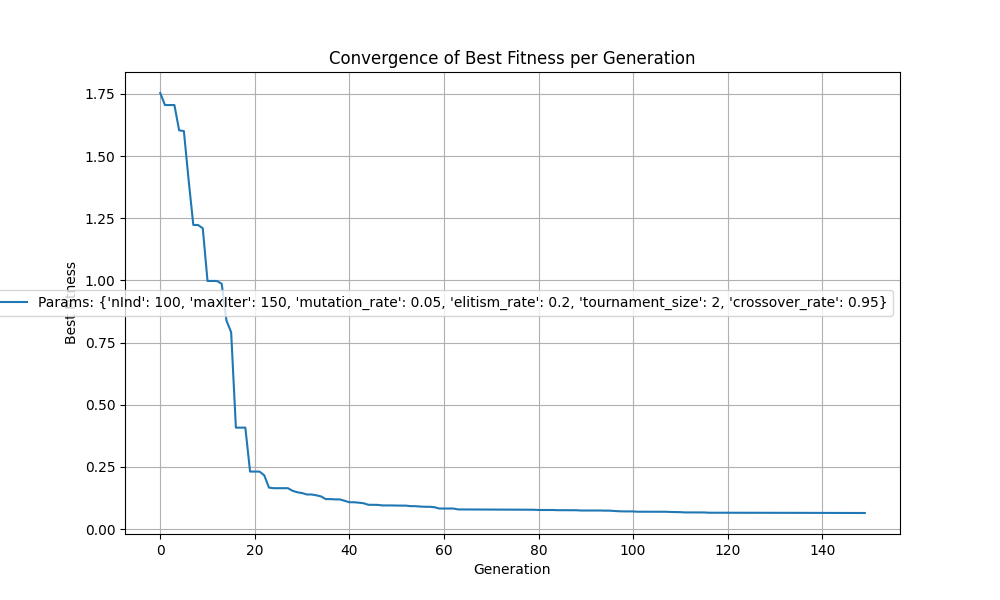 Convergence of Best Fitness per Generation
1.75
1.50
1.25
1.00
0.75
0.50
0.25
0.00
Best Fitness
Params: {'nInd': 100, 'maxIter': 150, 'mutation_rate': 0.05, 'elitism_rate': 0.2, 'tournament_size': 2, 'crossover_rate': 0.95}
0 20 40 60 80 100 120 140
Generation